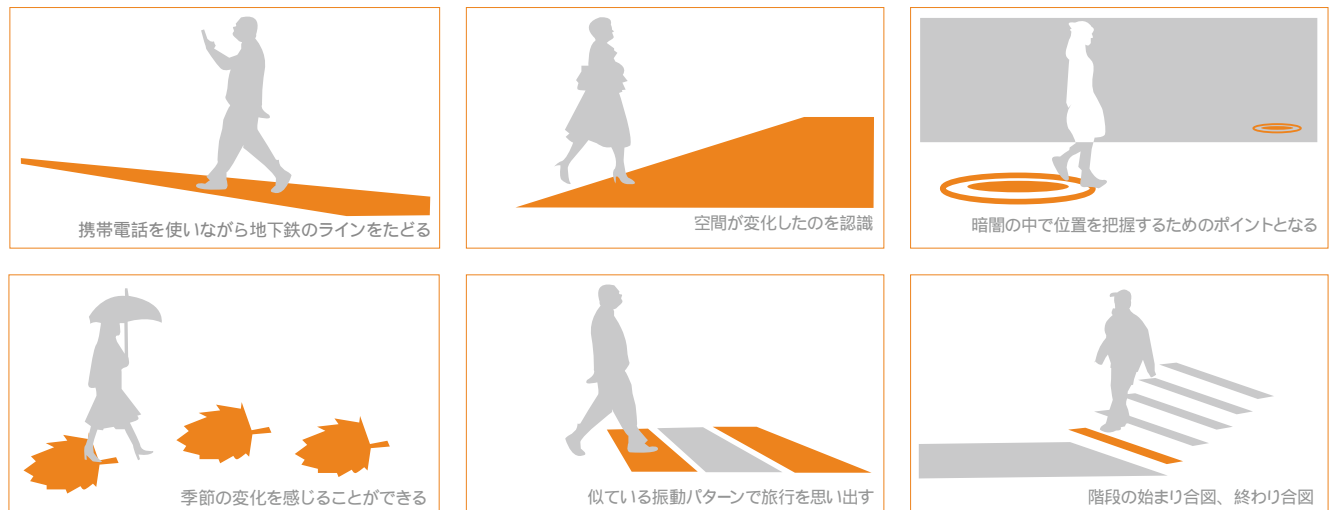 携帯電話を使いながら地下鉄のラインをたどる
空間が変化したのを認識
暗闇の中で位置を把握するためのポイントとなる
季節の変化を感じることができる
似ている振動パターンで旅行を思い出す
階段の始まり合図、終わり合図